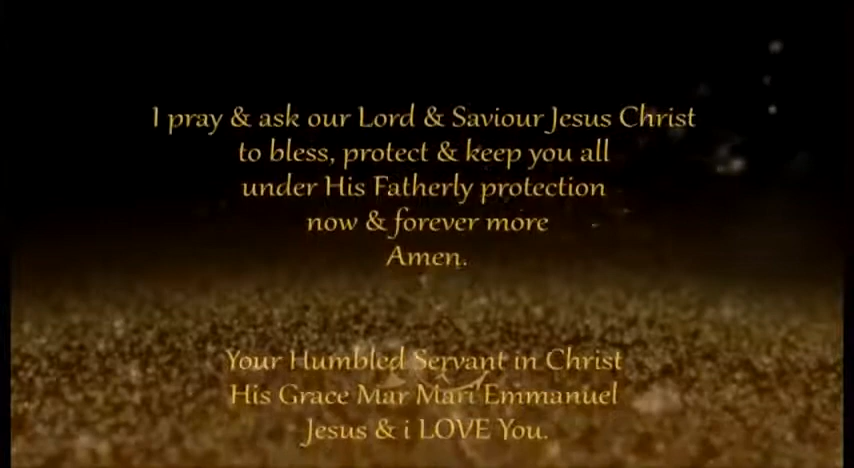 I pray & ask our Lord & Saviour Jesus Christ
to bless, protect & keep you all
under His Fatherly protection
now & forever more
Amen.
Your Humbled Servant in Christ
His Grace Mar Mari Emmanuel
Jesus & i LOVE You.